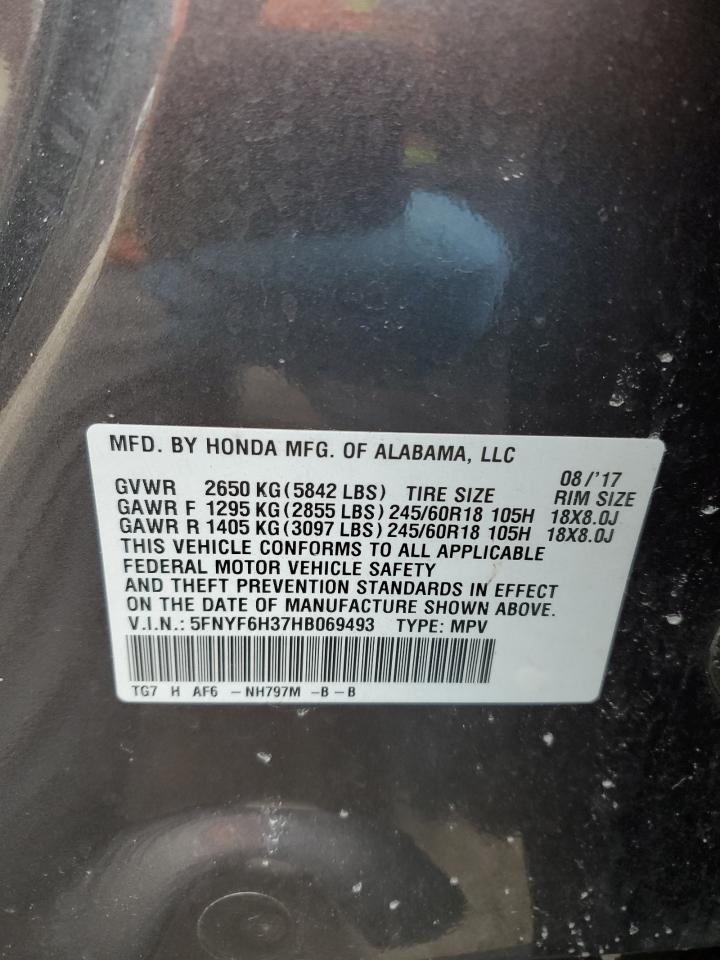 MFD. BY HONDA MFG. OF ALABAMA, LLC
08/'17
GVWR 2650 KG(5842 LBS) TIRE SIZE RIM SIZE
GAWR F 1295 KG(2855 LBS) 245/60R18 105H 18X8.0J
GAWR R 1405 KG(3097 LBS) 245/60R18 105H 18X8.0J
THIS VEHICLE CONFORMS TO ALL APPLICABLE
FEDERAL MOTOR VEHICLE SAFETY
AND THEFT PREVENTION STANDARDS IN EFFECT
ON THE DATE OF MANUFACTURE SHOWN ABOVE.
V.I.N.: 5FNYF6H37HB069493 TYPE: MPV
TG7 H AF6 -NH797M -B-B